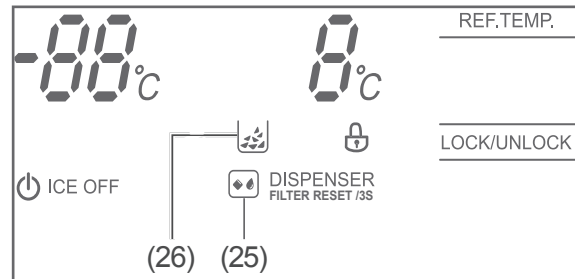 -88°C 8°C REF.TEMP.
LOCK/UNLOCK
ICE OFF DISPENSER
FILTER RESET /3S
(26) (25)